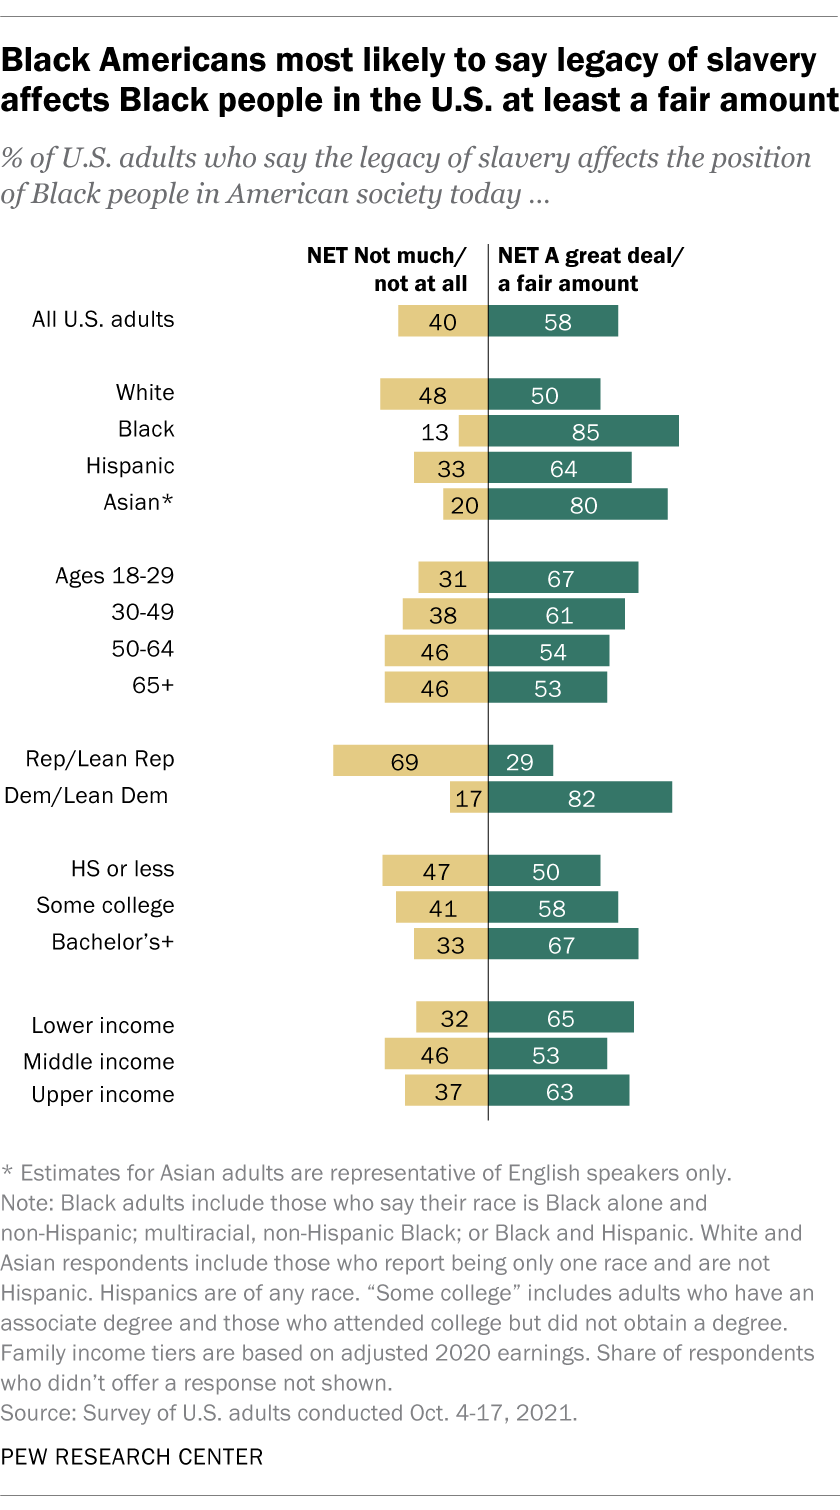 Black Americans most likely to say legacy of slavery
affects Black people in the U.S. at least a fair amount
% of U.S. adults who say the legacy of slavery affects the position
of Black people in American society today ...
NET Not much/
not at all
NET A great deal/
a fair amount
All U.S. adults 40 58
White 48 50
Black 13 85
Hispanic 33 64
Asian* 20 80
Ages 18-29 31 67
30-49 38 61
50-64 46 54
65+ 46 53
Rep/Lean Rep 69 29
Dem/Lean Dem 17 82
HS or less 47 50
Some college 41 58
Bachelor’s+ 33 67
Lower income 32 65
Middle income 46 53
Upper income 37 63
* Estimates for Asian adults are representative of English speakers only.
Note: Black adults include those who say their race is Black alone and
non-Hispanic; multiracial, non-Hispanic Black; or Black and Hispanic. White and
Asian respondents include those who report being only one race and are not
Hispanic. Hispanics are of any race. “Some college” includes adults who have an
associate degree and those who attended college but did not obtain a degree.
Family income tiers are based on adjusted 2020 earnings. Share of respondents
who didn’t offer a response not shown.
Source: Survey of U.S. adults conducted Oct. 4-17, 2021.
PEW RESEARCH CENTER